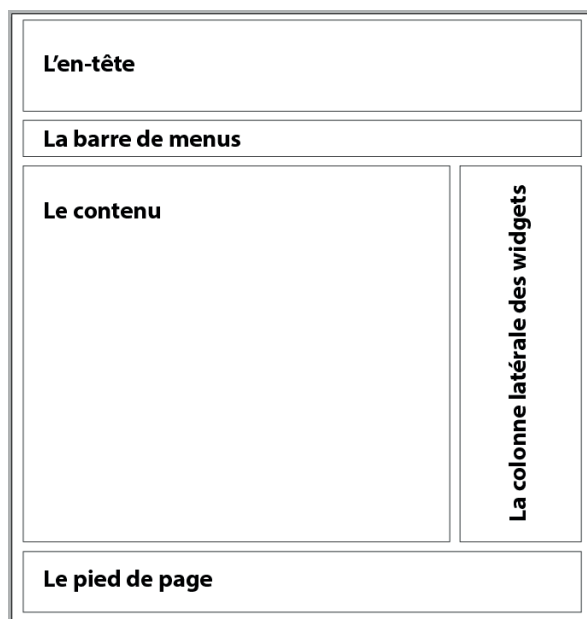 L'en-tête
La barre de menus
Le contenu
La colonne latérale des widgets
Le pied de page